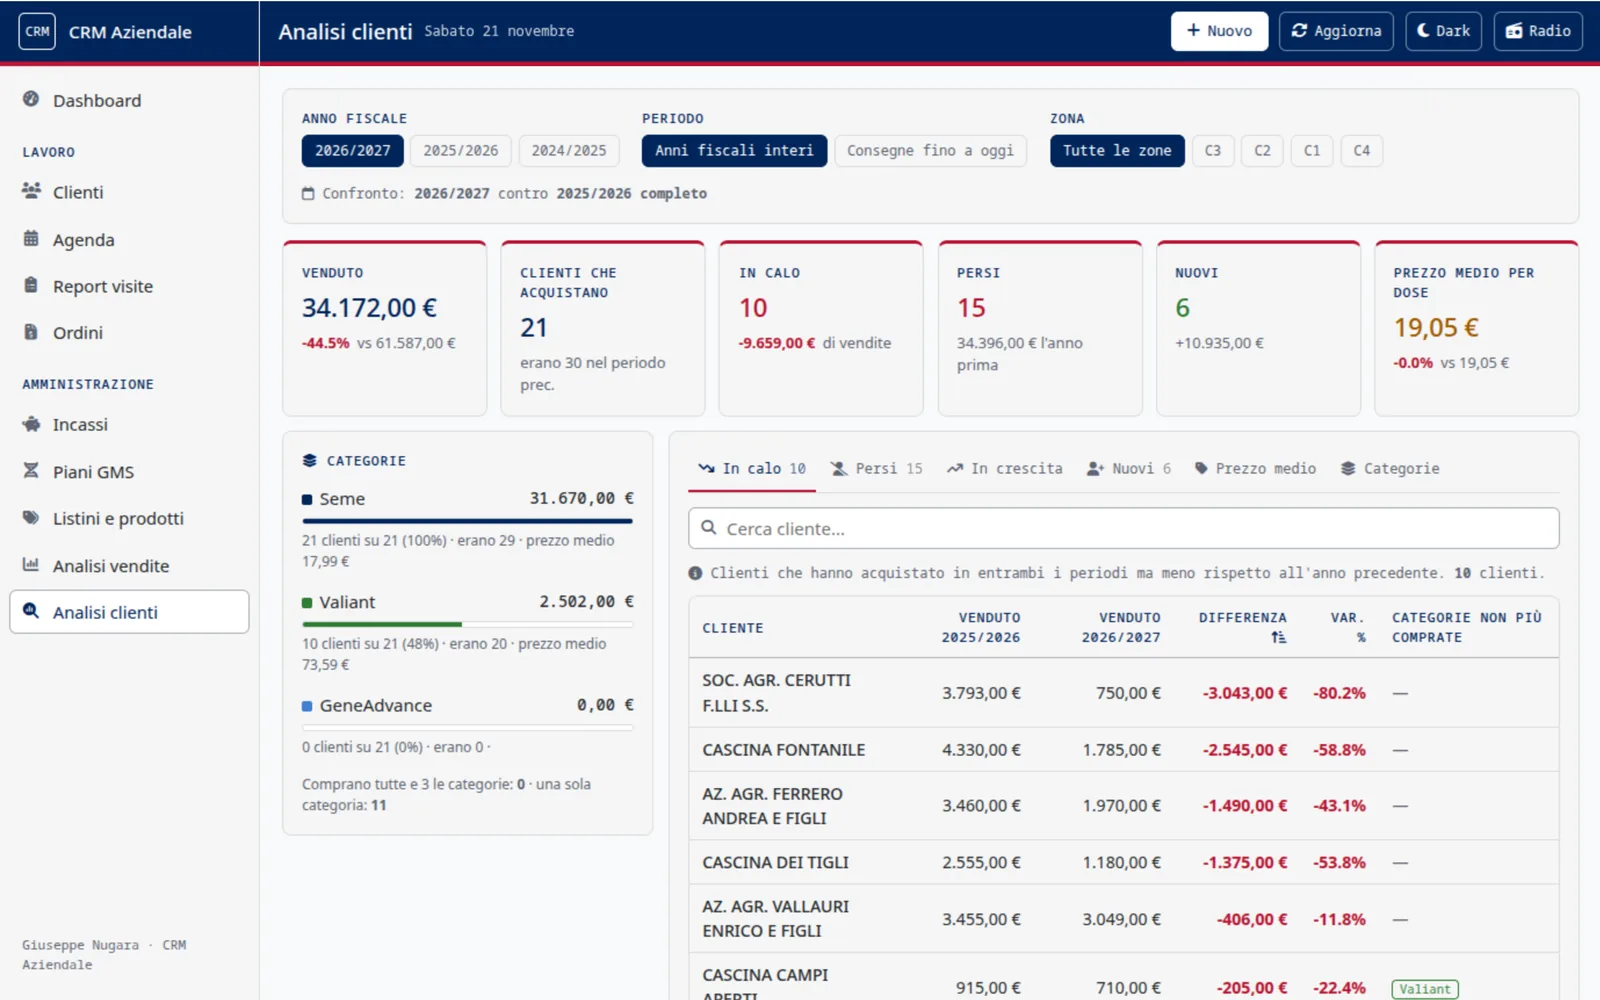 CRM
CRM Aziendale
Analisi clienti
Sabato 21 novembre
Nuovo
Aggiorna
Dark
Radio
Dashboard
LAVORO
Clienti
Agenda
Report visite
Ordini
AMMINISTRAZIONE
Incassi
Piani GMS
Listini e prodotti
Analisi vendite
Analisi clienti
Giuseppe Nugara · CRM
Aziendale
ANNO FISCALE
2026/2027
2025/2026
2024/2025
PERIODO
Anni fiscali interi
Consegne fino a oggi
ZONA
Tutte le zone
C3
C2
C1
C4
Confronto: 2026/2027 contro 2025/2026 completo
VENDUTO
34.172,00 €
-44.5% vs 61.587,00 €
CLIENTI CHE
ACQUISTANO
21
erano 30 nel periodo
prec.
IN CALO
10
-9.659,00 € di vendite
PERSI
15
34.396,00 € l'anno
prima
NUOVI
6
+10.935,00 €
PREZZO MEDIO PER
DOSE
19,05 €
-0.0% vs 19,05 €
CATEGORIE
Seme 31.670,00 €
21 clienti su 21 (100%) · erano 29 · prezzo medio
17,99 €
Valiant 2.502,00 €
10 clienti su 21 (48%) · erano 20 · prezzo medio
73,59 €
GeneAdvance 0,00 €
0 clienti su 21 (0%) · erano 0 ·
Comprano tutte e 3 le categorie: 0 · una sola
categoria: 11
In calo 10
Persi 15
In crescita
Nuovi 6
Prezzo medio
Categorie
Cerca cliente...
Clienti che hanno acquistato in entrambi i periodi ma meno rispetto all'anno precedente. 10 clienti.
CLIENTE
VENDUTO
2025/2026
VENDUTO
2026/2027
DIFFERENZA
VAR.
%
CATEGORIE NON PIÙ
COMPRATE
SOC. AGR. CERUTTI
F.LLI S.S.
3.793,00 € 750,00 € -3.043,00 € -80.2% —
CASCINA FONTANILE 4.330,00 € 1.785,00 € -2.545,00 € -58.8% —
AZ. AGR. FERRERO
ANDREA E FIGLI
3.460,00 € 1.970,00 € -1.490,00 € -43.1% —
CASCINA DEI TIGLI 2.555,00 € 1.180,00 € -1.375,00 € -53.8% —
AZ. AGR. VALLAURI
ENRICO E FIGLI
3.455,00 € 3.049,00 € -406,00 € -11.8% —
CASCINA CAMPI
APERTI
915,00 € 710,00 € -205,00 € -22.4% Valiant